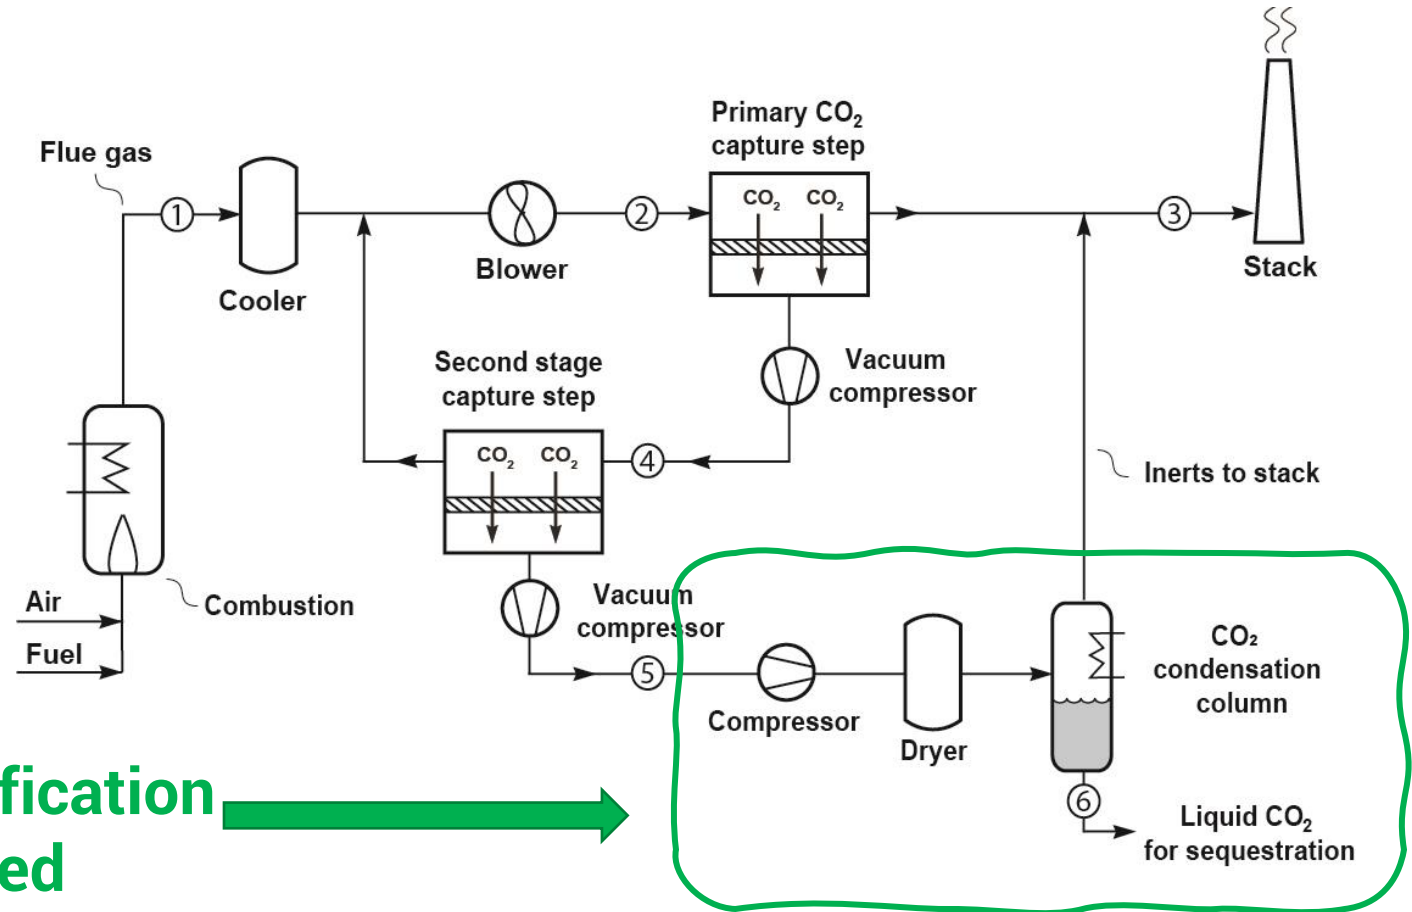 Primary CO₂
capture step
Flue gas
1
2
3
CO₂ CO₂
Blower
Cooler
Stack
Second stage
capture step
Vacuum
compressor
CO₂ CO₂
4
Inerts to stack
Air
Fuel
Combustion
Vacuum
compressor
5
Compressor
Dryer
CO₂
condensation
column
6
Liquid CO₂
for sequestration
fication
ed